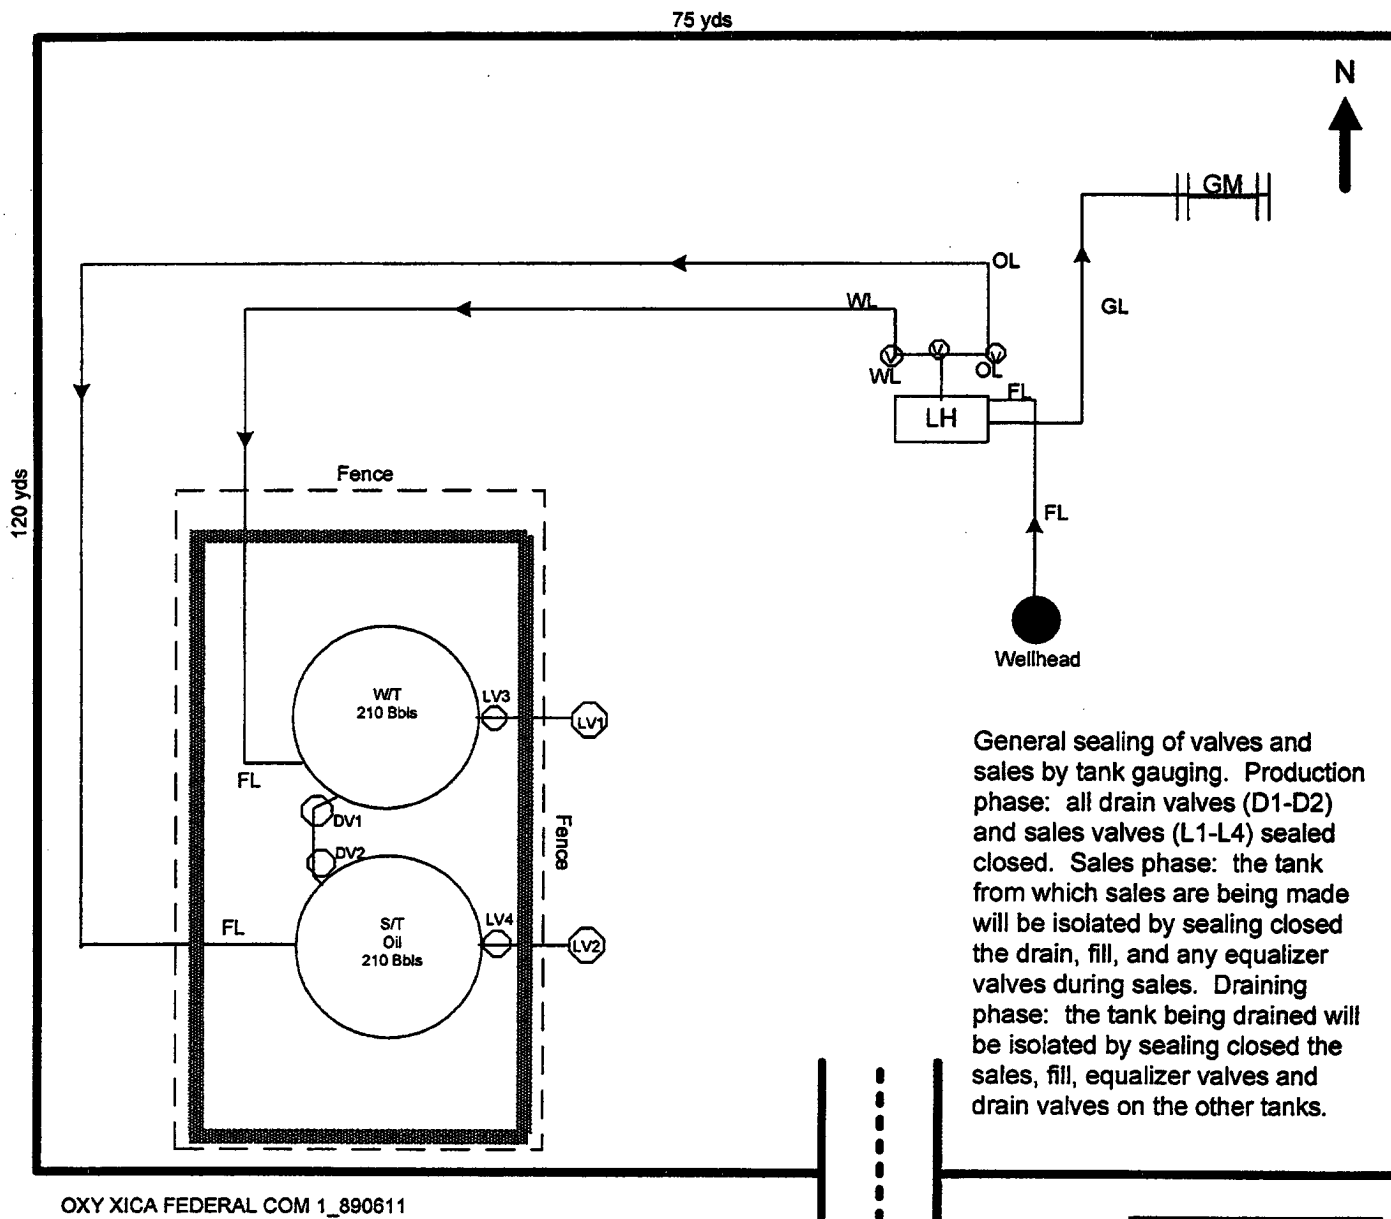 75 yds
N
GM
OL
WL
GL
V
V
V
WL
OL
FL
LH
Fence
120 yds
FL
Wellhead
W/T
210 Bbls
LV3
LV1
FL
DV1
Fence
DV2
S/T
Oil
210 Bbls
LV4
LV2
FL
General sealing of valves and
sales by tank gauging. Production
phase: all drain valves (D1-D2)
and sales valves (L1-L4) sealed
closed. Sales phase: the tank
from which sales are being made
will be isolated by sealing closed
the drain, fill, and any equalizer
valves during sales. Draining
phase: the tank being drained will
be isolated by sealing closed the
sales, fill, equalizer valves and
drain valves on the other tanks.
OXY XICA FEDERAL COM 1_890611